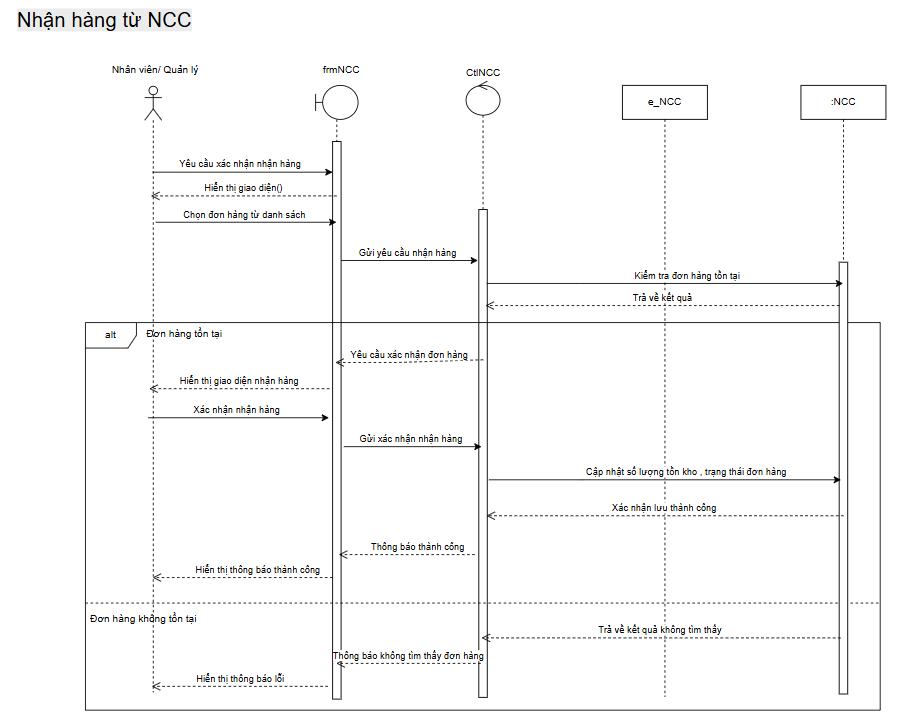 Nhận hàng từ NCC
Nhân viên/ Quản lý
frmNCC
CtlNCC
e_NCC
:NCC
Yêu cầu xác nhận nhận hàng
Hiển thị giao diện()
Chọn đơn hàng từ danh sách
Gửi yêu cầu nhận hàng
Kiểm tra đơn hàng tồn tại
Trả về kết quả
alt
Đơn hàng tồn tại
Yêu cầu xác nhận đơn hàng
Hiển thị giao diện nhận hàng
Xác nhận nhận hàng
Gửi xác nhận nhận hàng
Cập nhật số lượng tồn kho , trạng thái đơn hàng
Xác nhận lưu thành công
Thông báo thành công
Hiển thị thông báo thành công
Đơn hàng không tồn tại
Trả về kết quả không tìm thấy
Thông báo không tìm thấy đơn hàng
Hiển thị thông báo lỗi